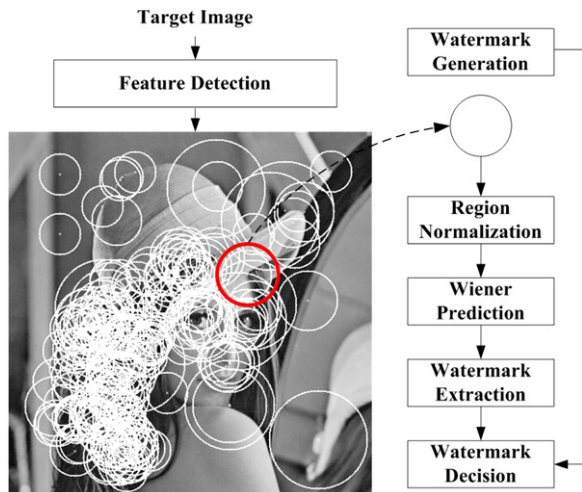 Target Image
Feature Detection
Watermark
Generation
Region
Normalization
Wiener
Prediction
Watermark
Extraction
Watermark
Decision